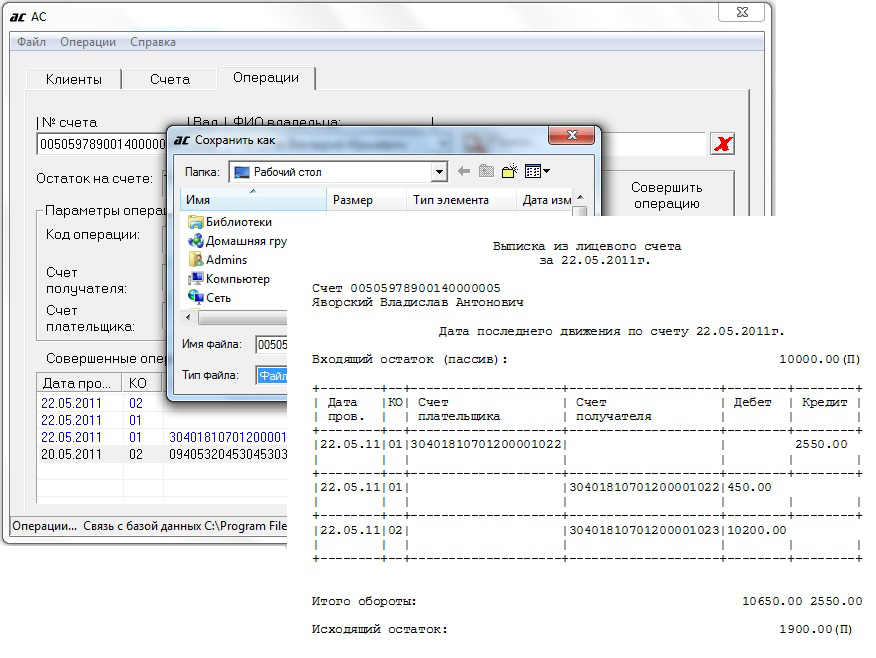 ac AC
Файл Операции Справка
Клиенты Счета Операции
№ счета Вал ФИО владельца:
005059789001400000
Остаток на счете:
Совершить операцию
Параметры операц
Код операции:
Счет получателя:
Счет плательщика:
Совершенные опе
Дата про... КО
22.05.2011 02
22.05.2011 01
22.05.2011 01 30401810701200001
20.05.2011 02 09405320453045303
Операции... Связь с базой данных C:\Program File
ac Сохранить как
Папка: Рабочий стол
Имя Размер Тип элемента Дата изм
Библиотеки
Домашняя гру
Admins
Компьютер
Сеть
Имя файла: 00505
Тип файла: Файл
Выписка из лицевого счета
за 22.05.2011г.
Счет 00505978900140000005
Яворский Владислав Антонович
Дата последнего движения по счету 22.05.2011г.
Входящий остаток (пассив): 10000.00(П)
| Дата |КО| Счет | Счет | Дебет | Кредит |
| пров. | | плательщика | получателя | | |
|22.05.11|01|30401810701200001022| | 2550.00
|22.05.11|01| |30401810701200001022|450.00
|22.05.11|02| |30401810701200001023|10200.00
Итого обороты: 10650.00 2550.00
Исходящий остаток: 1900.00(П)